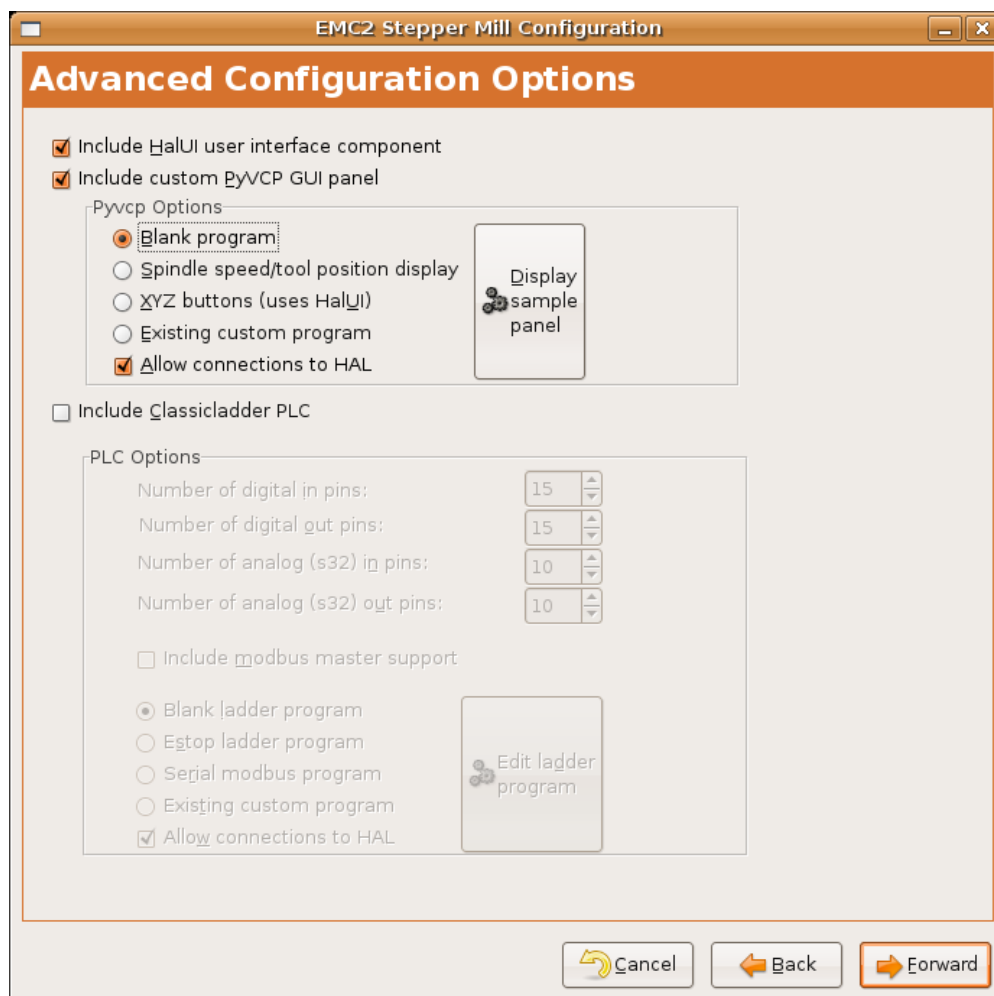 EMC2 Stepper Mill Configuration
Advanced Configuration Options
Include HalUI user interface component
Include custom PyVCP GUI panel
Pyvcp Options
Blank program
Spindle speed/tool position display
XYZ buttons (uses HalUI)
Existing custom program
Allow connections to HAL
Display
sample
panel
Include Classicladder PLC
PLC Options
Number of digital in pins: 15
Number of digital out pins: 15
Number of analog (s32) in pins: 10
Number of analog (s32) out pins: 10
Include modbus master support
Blank ladder program
Estop ladder program
Serial modbus program
Existing custom program
Allow connections to HAL
Edit ladder
program
Cancel Back Forward